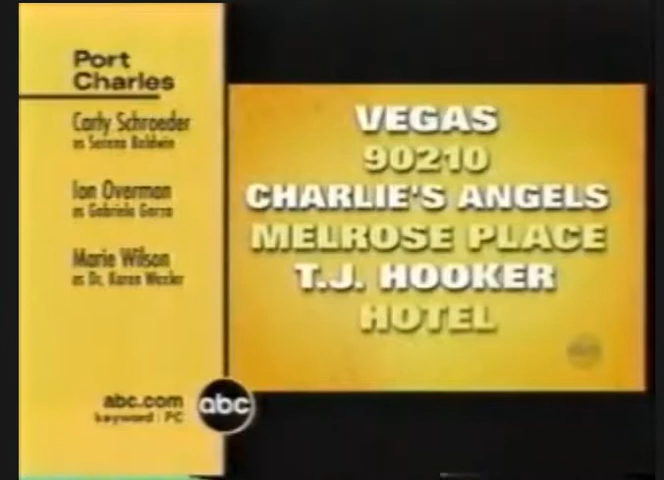 Port
Charles
Carly Schroeder
as Serena Baldwin
Ion Overman
as Gabriela Garza
Marie Wilson
as Dr. Karen Wexler
abc.com
keyword: PC
abc
VEGAS
90210
CHARLIE'S ANGELS
MELROSE PLACE
T.J. HOOKER
HOTEL